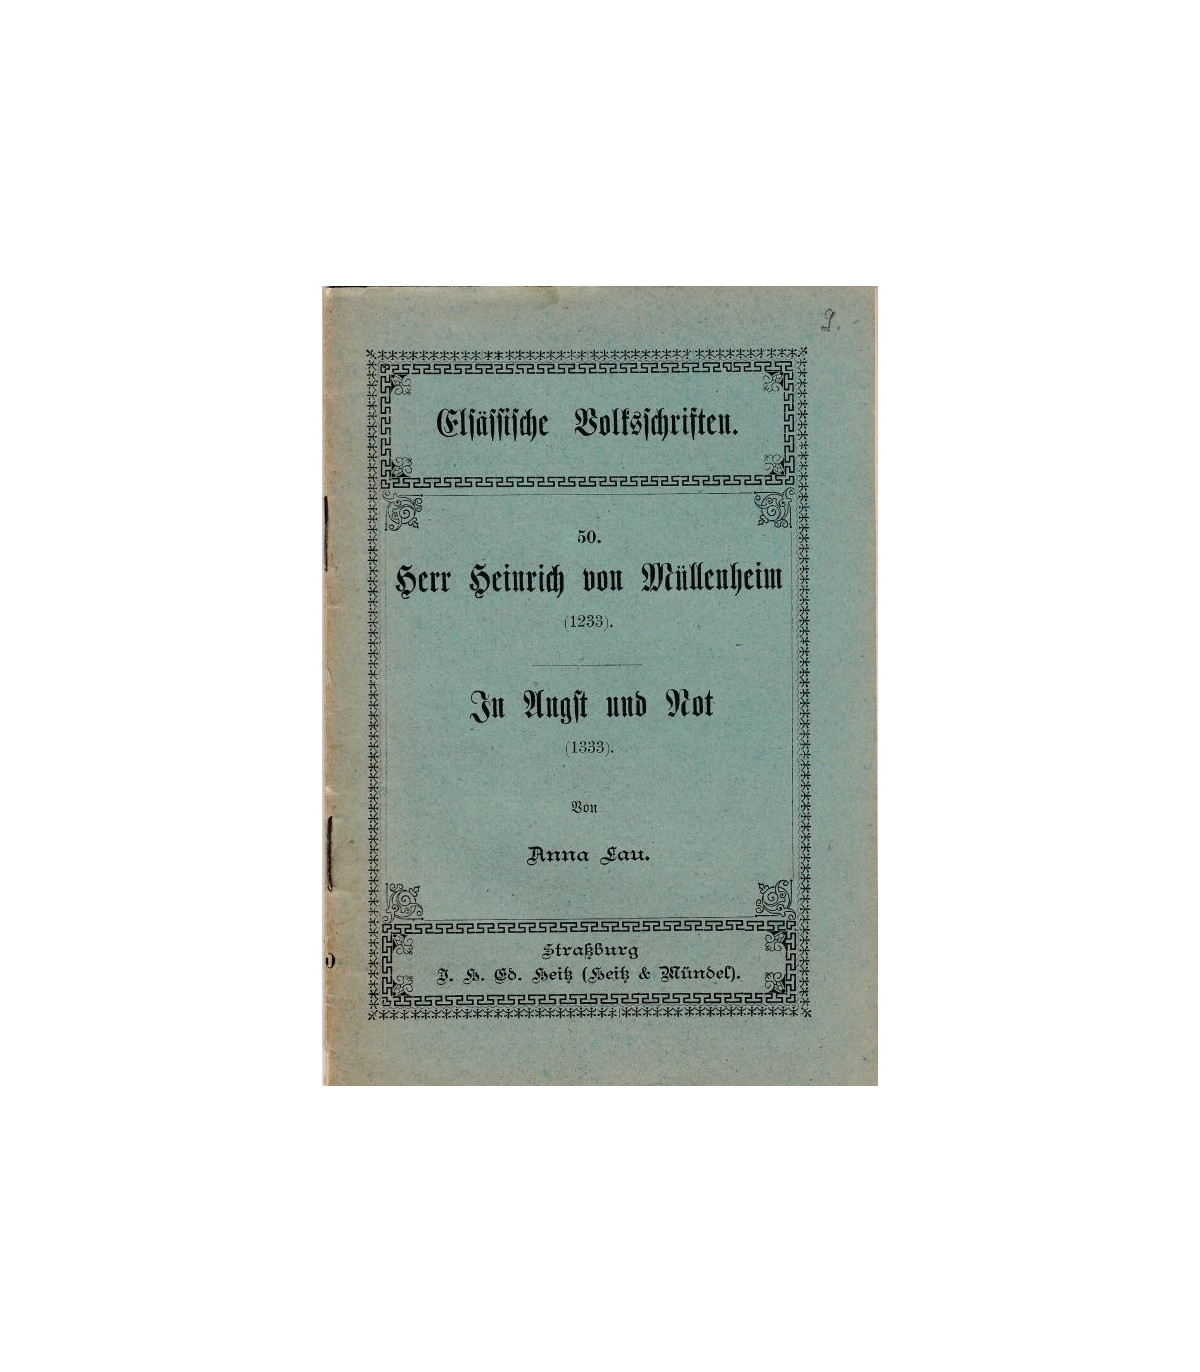 9.
Elsässische Volksschriften.
50.
Herr Heinrich von Müllenheim
(1233).
In Angst und Not
(1333).
Von
Anna Lau.
Straßburg
J. H. Ed. Heitz (Heitz & Mündel).